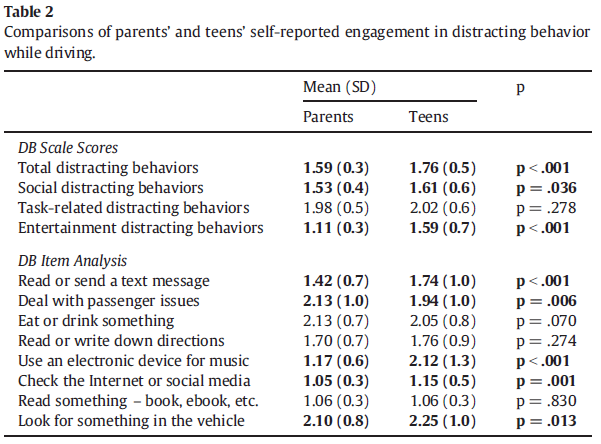 Table 2
Comparisons of parents' and teens' self-reported engagement in distracting behavior
while driving.
Mean (SD) p
Parents Teens
DB Scale Scores
Total distracting behaviors 1.59 (0.3) 1.76 (0.5) p < .001
Social distracting behaviors 1.53 (0.4) 1.61 (0.6) p = .036
Task-related distracting behaviors 1.98 (0.5) 2.02 (0.6) p = .278
Entertainment distracting behaviors 1.11 (0.3) 1.59 (0.7) p < .001
DB Item Analysis
Read or send a text message 1.42 (0.7) 1.74 (1.0) p < .001
Deal with passenger issues 2.13 (1.0) 1.94 (1.0) p = .006
Eat or drink something 2.13 (0.7) 2.05 (0.8) p = .070
Read or write down directions 1.70 (0.7) 1.76 (0.9) p = .274
Use an electronic device for music 1.17 (0.6) 2.12 (1.3) p < .001
Check the Internet or social media 1.05 (0.3) 1.15 (0.5) p = .001
Read something – book, ebook, etc. 1.06 (0.3) 1.06 (0.3) p = .830
Look for something in the vehicle 2.10 (0.8) 2.25 (1.0) p = .013